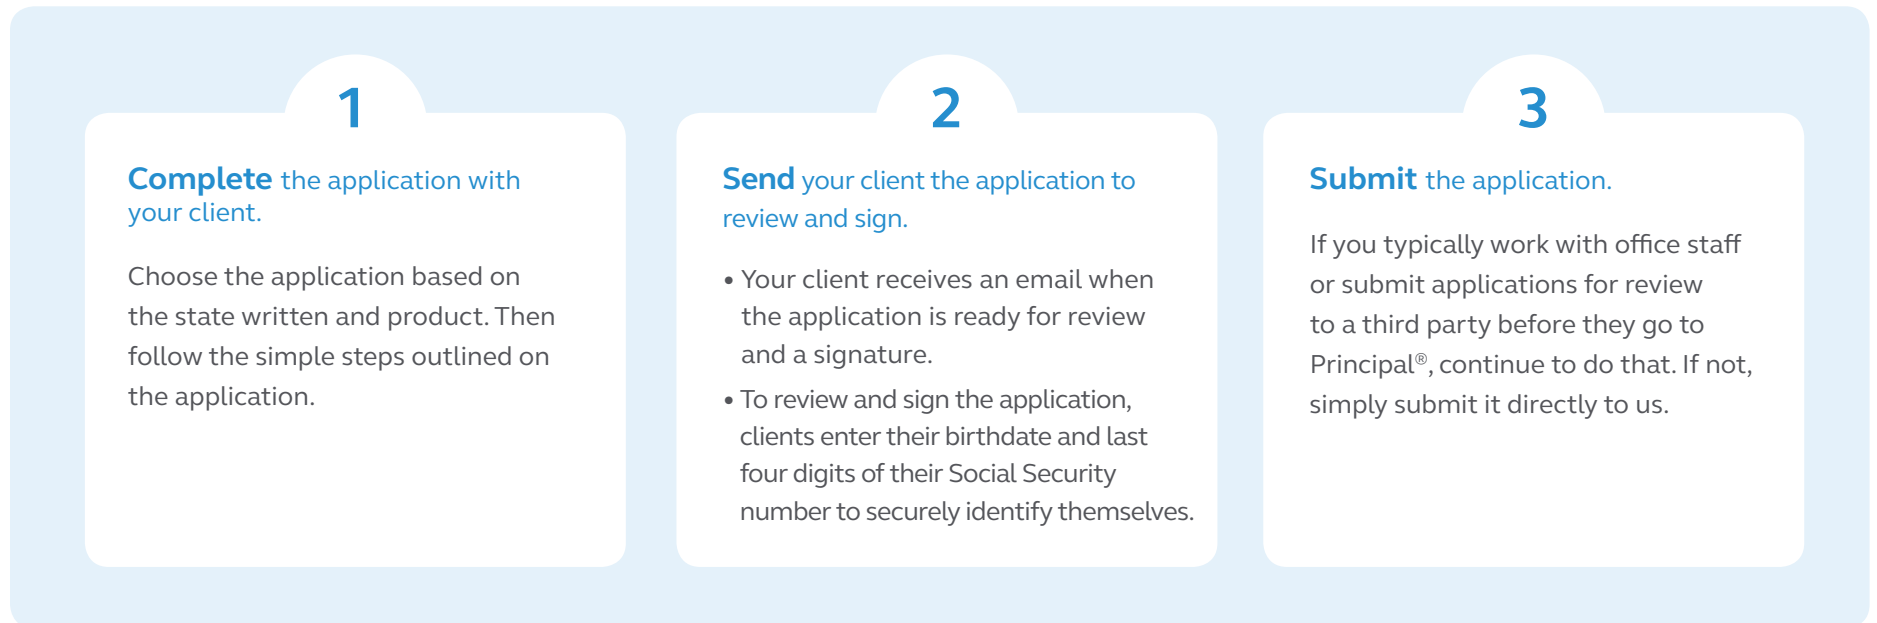 1
Complete the application with
your client.
Choose the application based on
the state written and product. Then
follow the simple steps outlined on
the application.
2
Send your client the application to
review and sign.
• Your client receives an email when
the application is ready for review
and a signature.
• To review and sign the application,
clients enter their birthdate and last
four digits of their Social Security
number to securely identify themselves.
3
Submit the application.
If you typically work with office staff
or submit applications for review
to a third party before they go to
Principal®, continue to do that. If not,
simply submit it directly to us.